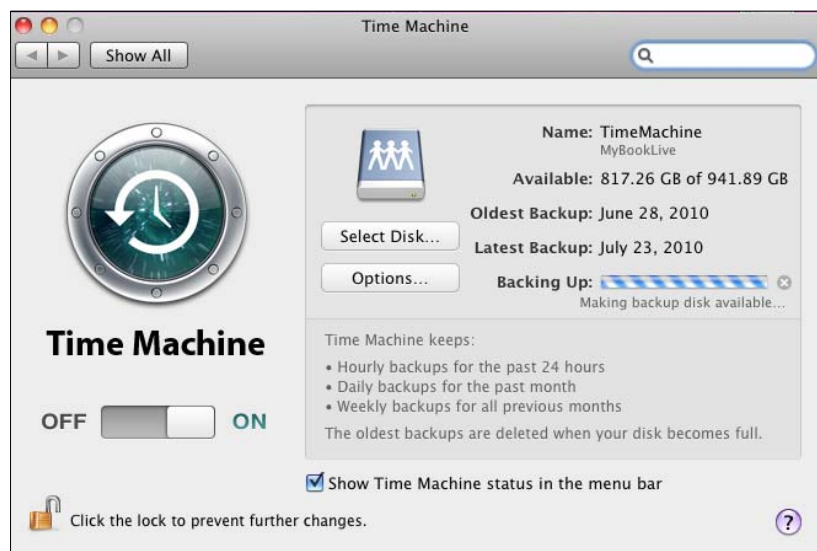 Time Machine
Show All
Name: TimeMachine
MyBookLive
Available: 817.26 GB of 941.89 GB
Oldest Backup: June 28, 2010
Select Disk...
Latest Backup: July 23, 2010
Options...
Backing Up:
Making backup disk available...
Time Machine
Time Machine keeps:
• Hourly backups for the past 24 hours
• Daily backups for the past month
• Weekly backups for all previous months
The oldest backups are deleted when your disk becomes full.
OFF ON
Show Time Machine status in the menu bar
Click the lock to prevent further changes.
?